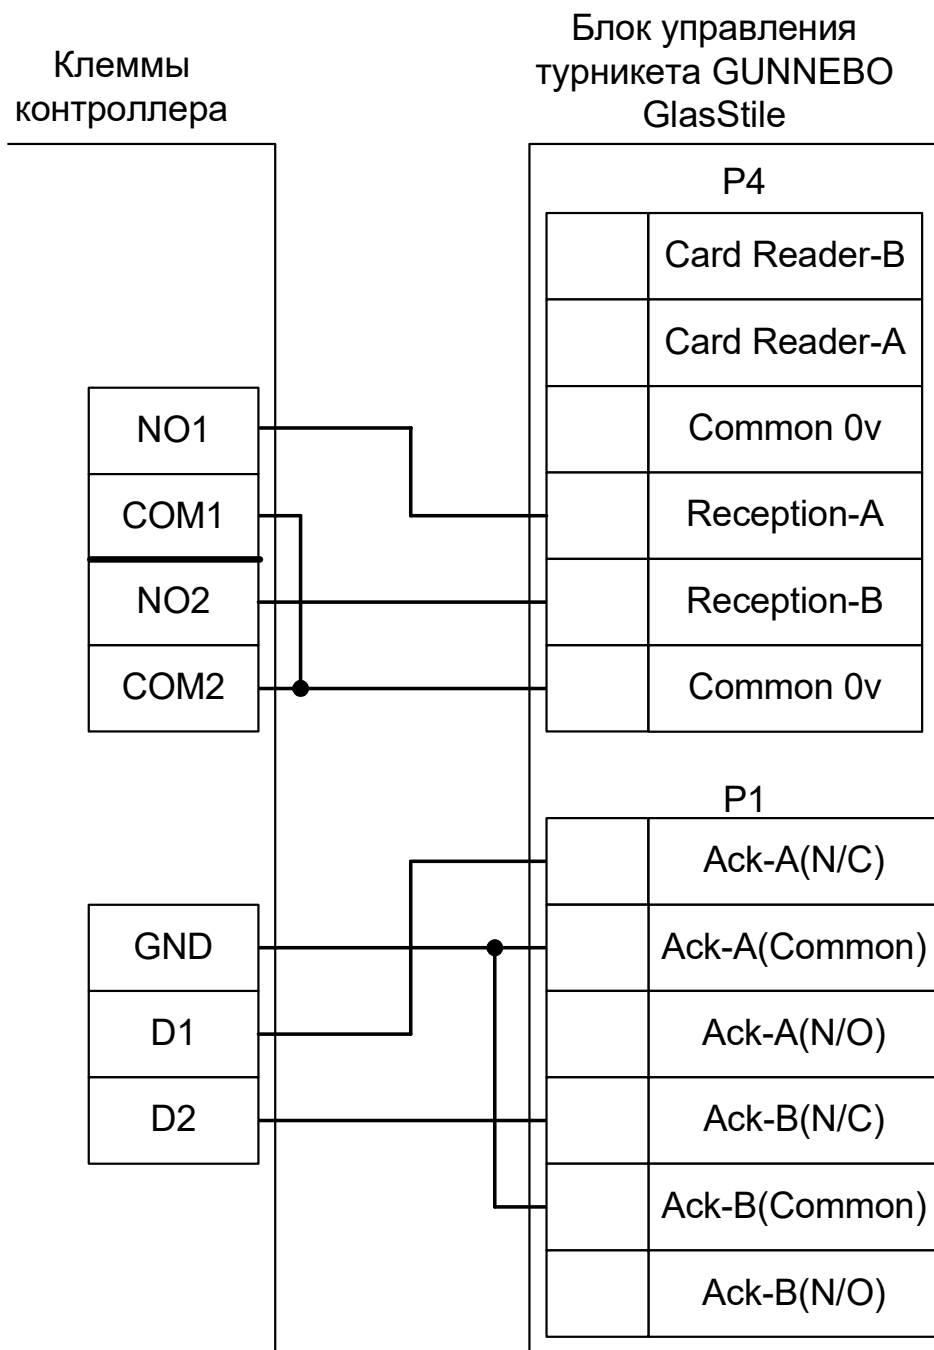 Клеммы
контроллера
Блок управления
турникета GUNNEBO
GlasStile
P4
Card Reader-B
Card Reader-A
Common 0v
Reception-A
Reception-B
Common 0v
NO1
COM1
NO2
COM2
P1
Ack-A(N/C)
Ack-A(Common)
Ack-A(N/O)
Ack-B(N/C)
Ack-B(Common)
Ack-B(N/O)
GND
D1
D2